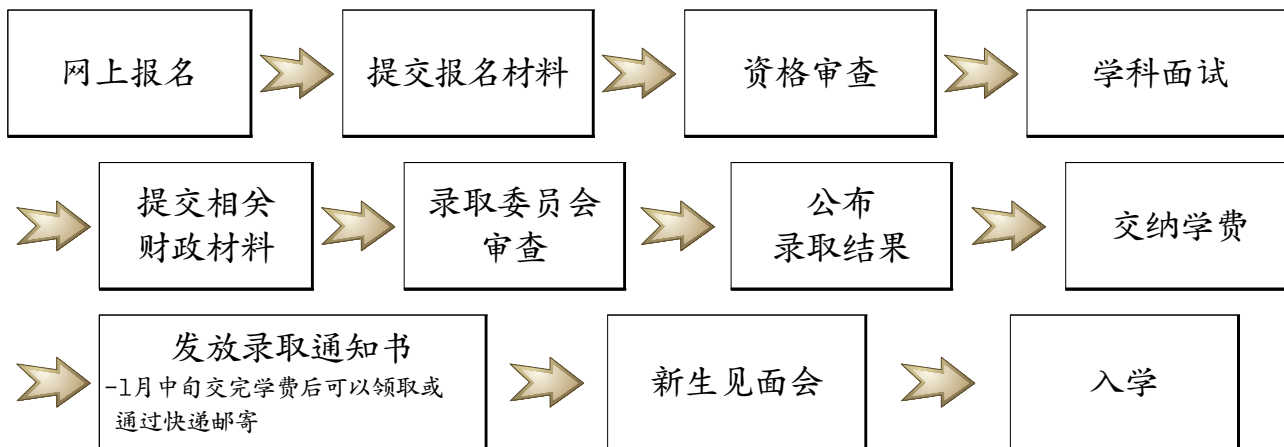 网上报名
提交报名材料
资格审查
学科面试
提交相关
财政材料
录取委员会
审查
公布
录取结果
交纳学费
发放录取通知书
-1月中旬交完学费后可以领取或
通过快递邮寄
新生见面会
入学